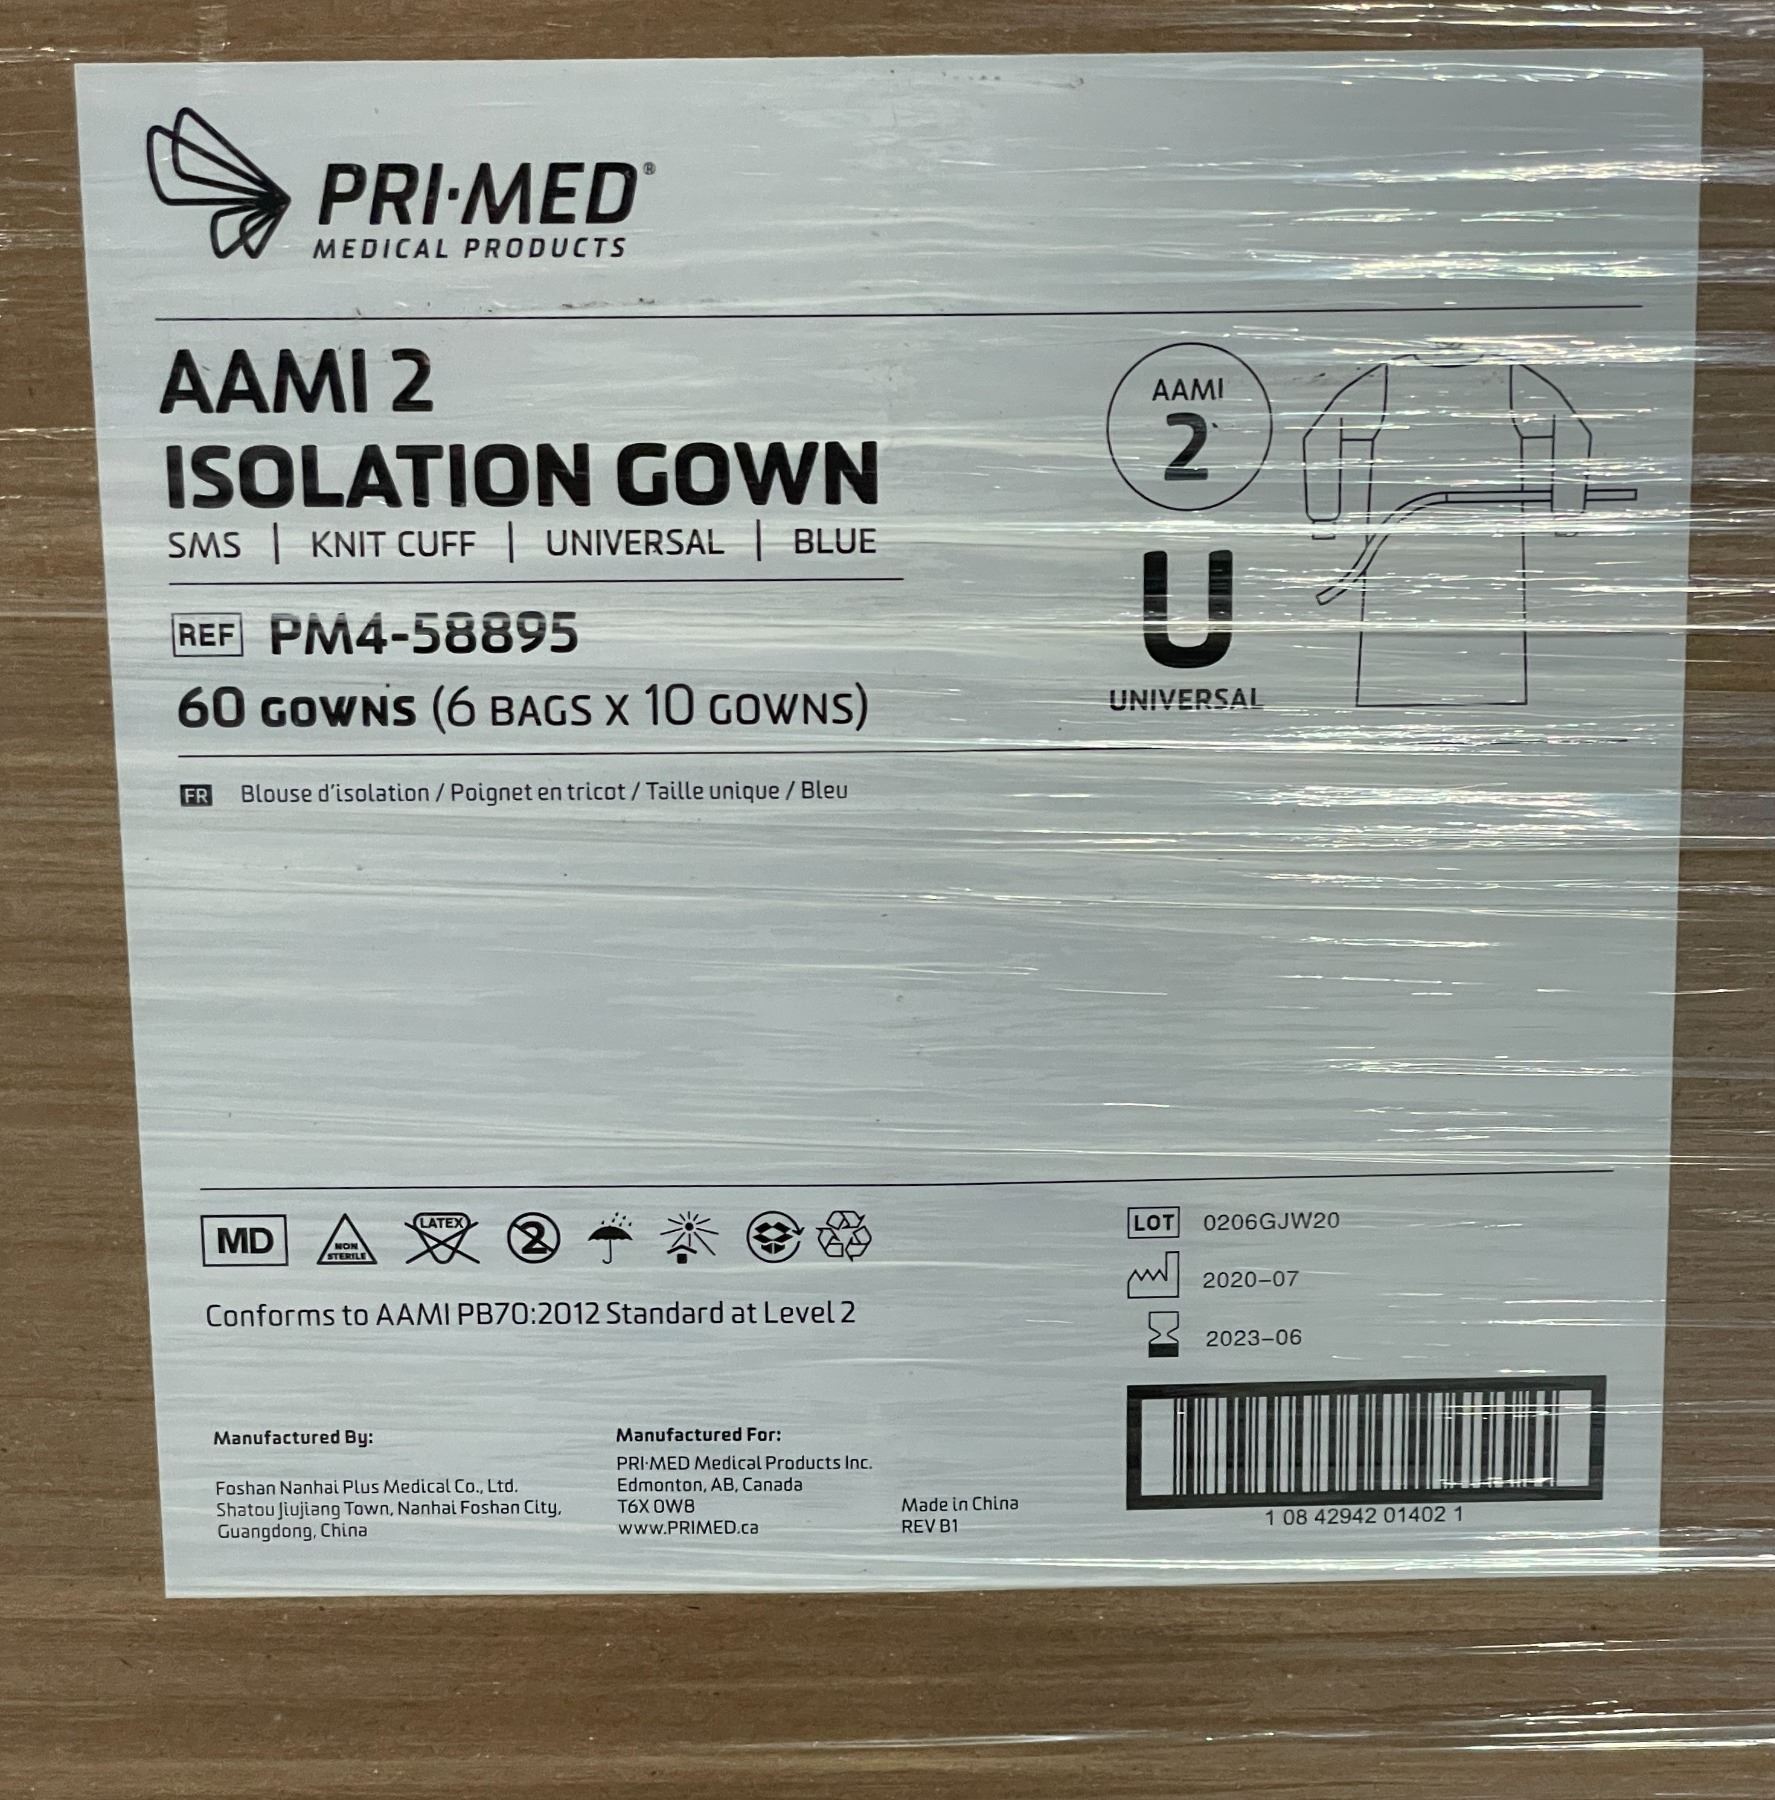 PRI·MED®
MEDICAL PRODUCTS
AAMI 2
ISOLATION GOWN
SMS | KNIT CUFF | UNIVERSAL | BLUE
REF PM4-58895
60 GOWNS (6 BAGS X 10 GOWNS)
AAMI
2
U
UNIVERSAL
FR Blouse d'isolation / Poignet en tricot / Taille unique / Bleu
MD
NON
STERILE
LATEX
2
Conforms to AAMI PB70:2012 Standard at Level 2
LOT 0206GJW20
2020-07
2023-06
Manufactured By:
Foshan Nanhai Plus Medical Co., Ltd.
Shatou Jiujiang Town, Nanhai Foshan City,
Guangdong, China
Manufactured For:
PRI·MED Medical Products Inc.
Edmonton, AB, Canada
T6X 0W8
www.PRIMED.ca
Made in China
REV B1
1 08 42942 01402 1